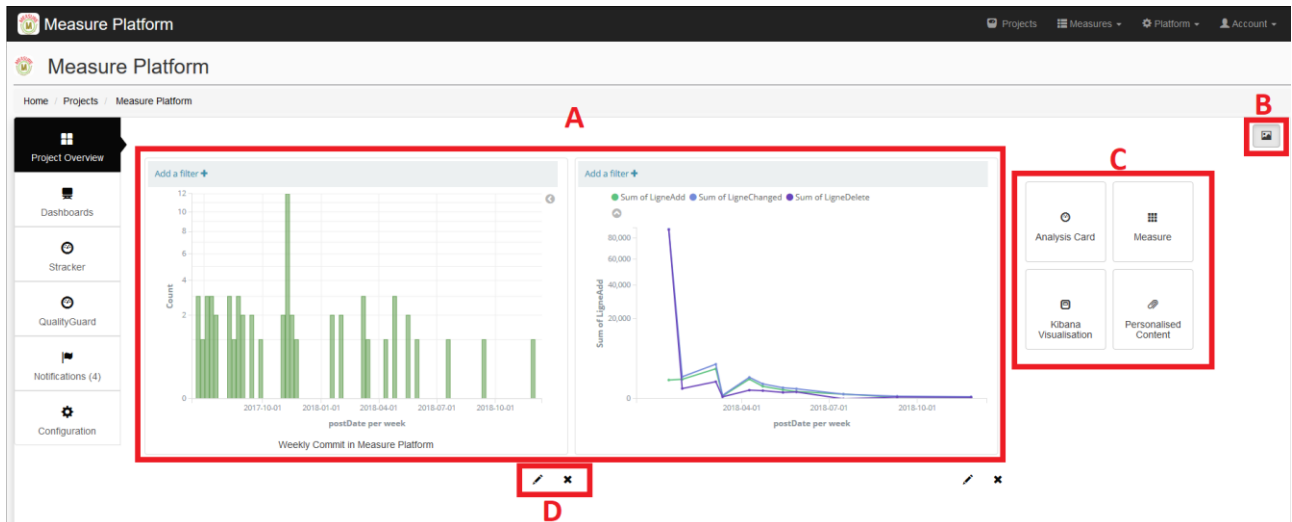 Measure Platform
Projects
Measures
Platform
Account
Measure Platform
Home / Projects / Measure Platform
A
B
C
Project Overview
Dashboards
Stracker
QualityGuard
Notifications (4)
Configuration
Add a filter +
12
10
8
6
4
2
0
Count
2017-10-01 2018-01-01 2018-04-01 2018-07-01 2018-10-01
postDate per week
Weekly Commit in Measure Platform
Add a filter +
Sum of LigneAdd Sum of LigneChanged Sum of LigneDelete
80,000
60,000
40,000
20,000
0
Sum of LigneAdd
2018-04-01 2018-07-01 2018-10-01
postDate per week
Analysis Card
Measure
Kibana
Visualisation
Personalised
Content
D